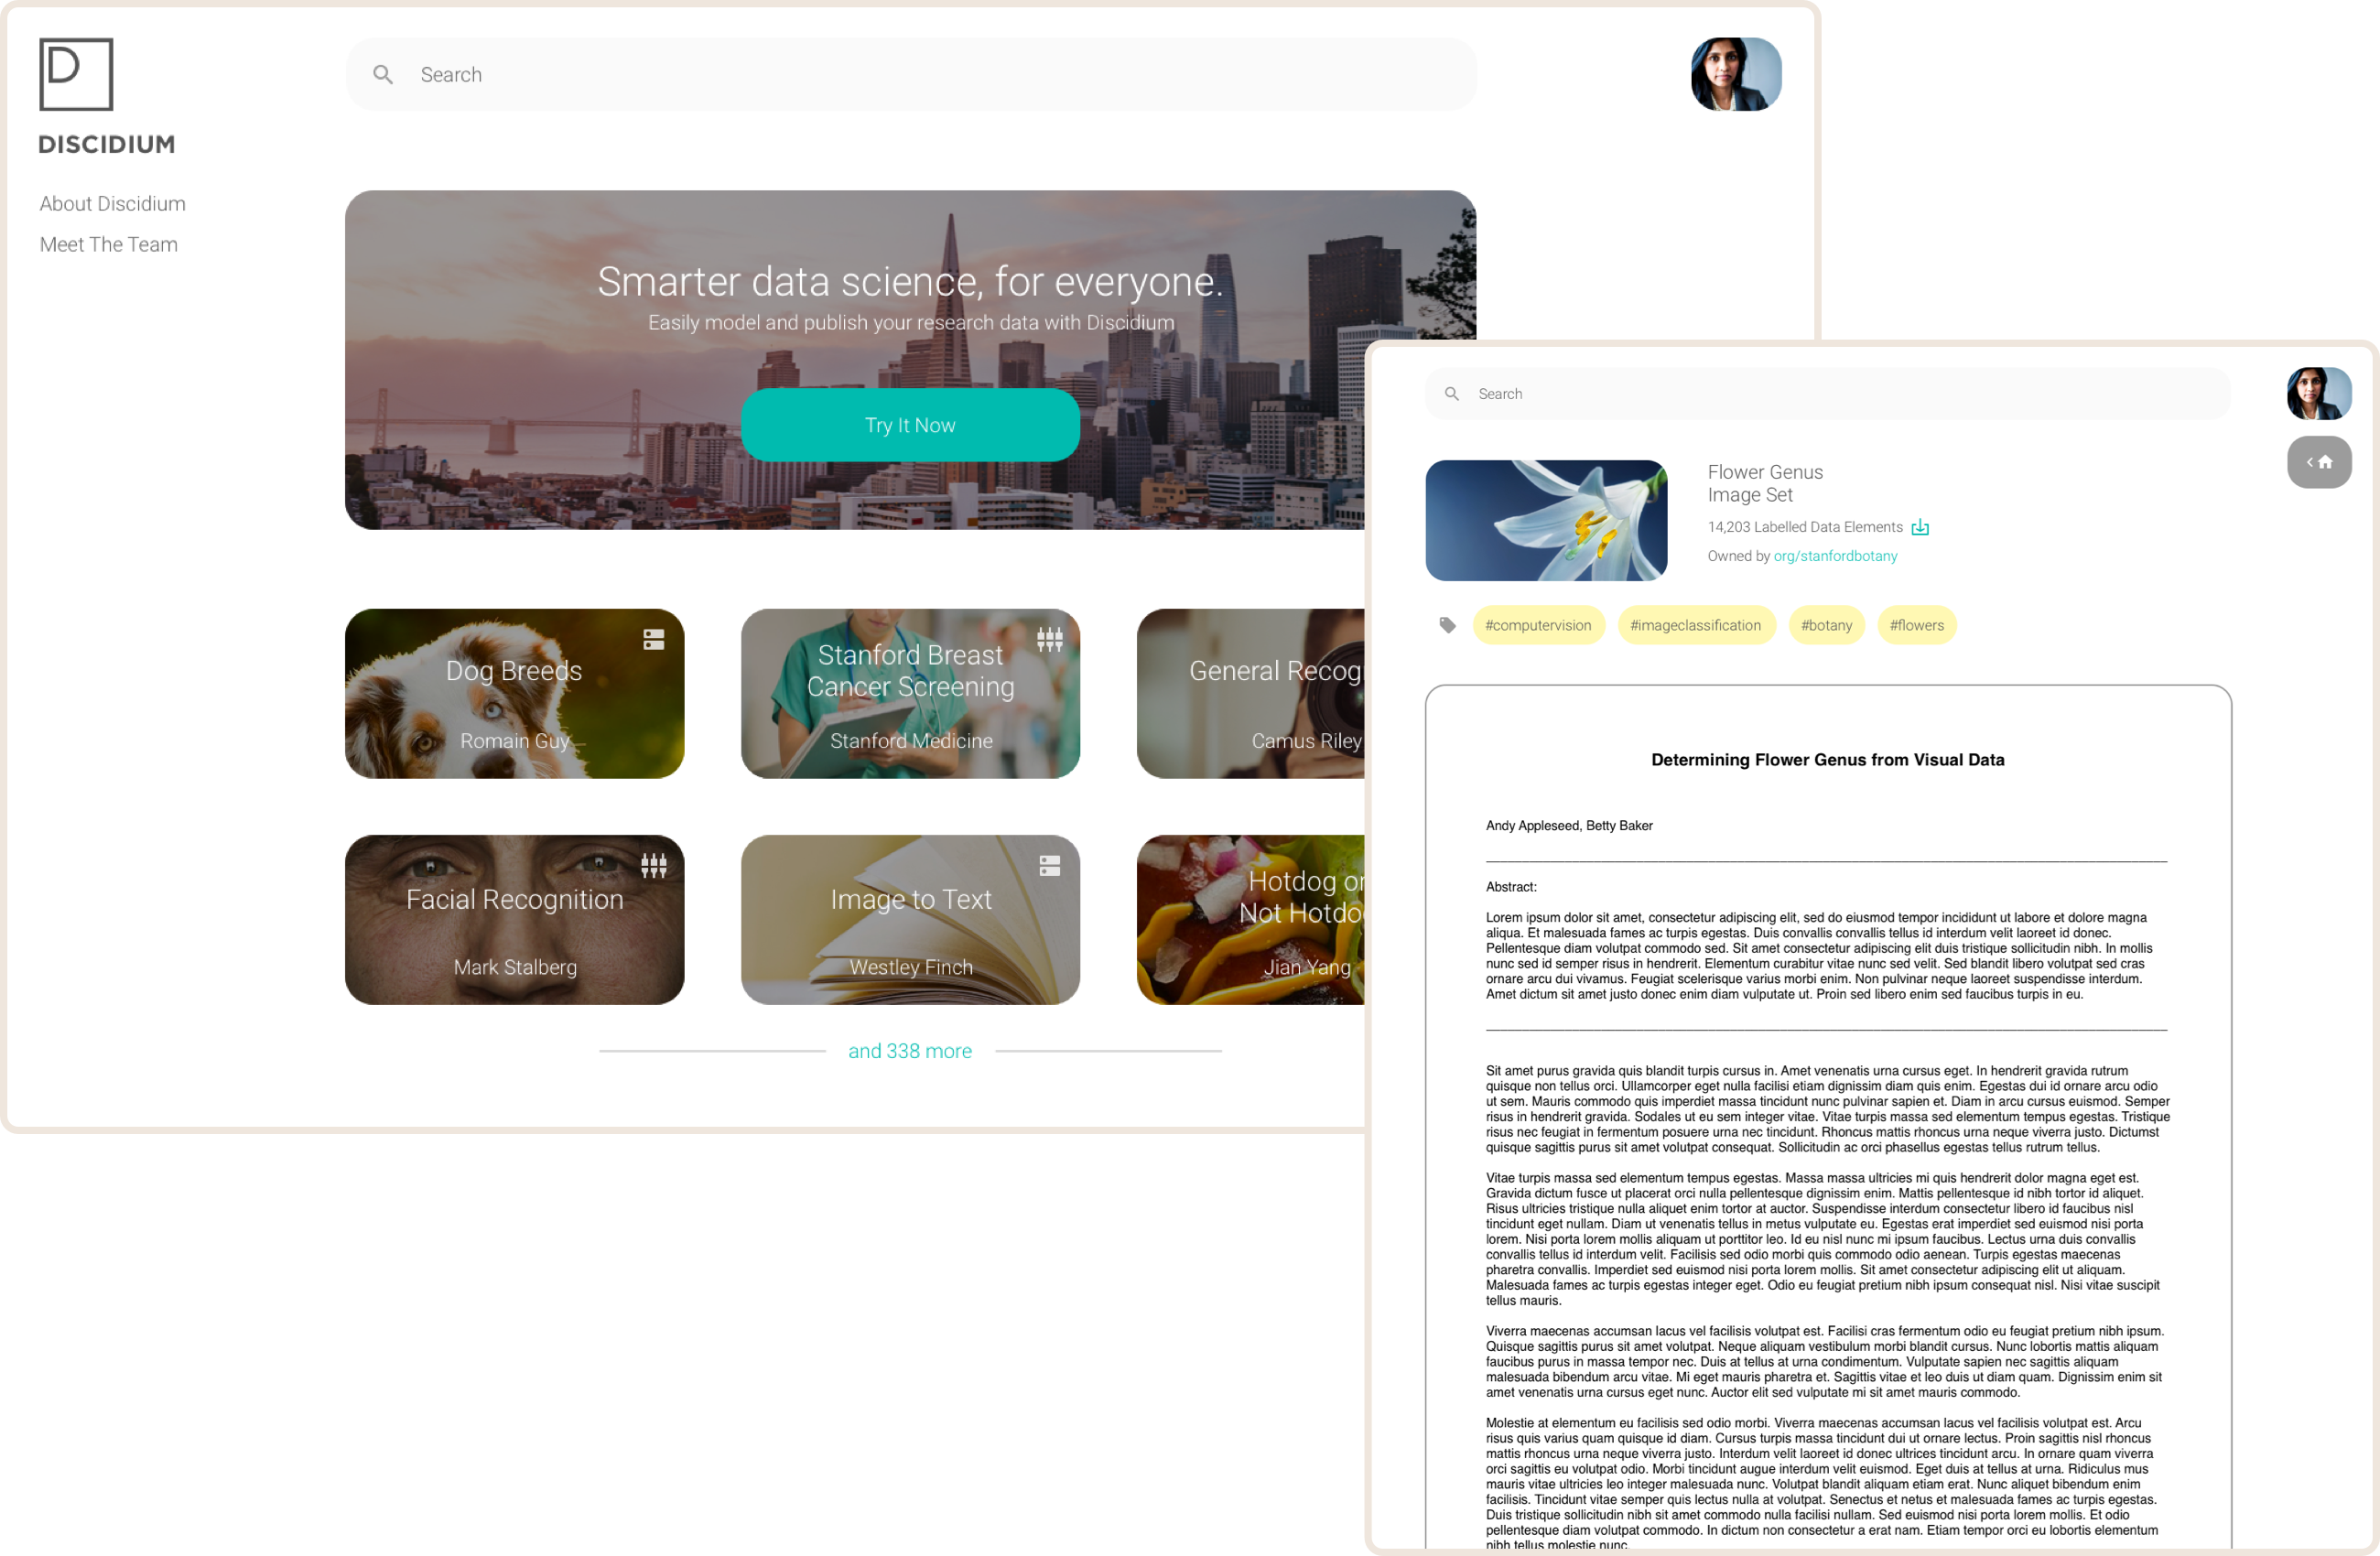 D
DISCIDIUM
About Discidium
Meet The Team
Search
Smarter data science, for everyone.
Easily model and publish your research data with Discidium
Try It Now
Dog Breeds
Romain Guy
Stanford Breast
Cancer Screening
Stanford Medicine
General Recog
Camus Riley
Facial Recognition
Mark Stalberg
Image to Text
Westley Finch
Hotdog or
Not Hotdo
Jian Yang
and 338 more
Search
Flower Genus
Image Set
14,203 Labelled Data Elements
Owned by org/stanfordbotany
#computervision
#imageclassification
#botany
#flowers
Determining Flower Genus from Visual Data
Andy Appleseed, Betty Baker
Abstract:
Lorem ipsum dolor sit amet, consectetur adipiscing elit, sed do eiusmod tempor incididunt ut labore et dolore magna
aliqua. Et malesuada fames ac turpis egestas. Duis convallis convallis tellus id interdum velit laoreet id donec.
Pellentesque diam volutpat commodo sed. Sit amet consectetur adipiscing elit duis tristique sollicitudin nibh. In mollis
nunc sed id semper risus in hendrerit. Elementum curabitur vitae nunc sed velit. Sed blandit libero volutpat sed cras
ornare arcu dui vivamus. Feugiat scelerisque varius morbi enim. Non pulvinar neque laoreet suspendisse interdum.
Amet dictum sit amet justo donec enim diam vulputate ut. Proin sed libero enim sed faucibus turpis in eu.
Sit amet purus gravida quis blandit turpis cursus in. Amet venenatis urna cursus eget. In hendrerit gravida rutrum
quisque non tellus orci. Ullamcorper eget nulla facilisi etiam dignissim diam quis enim. Egestas dui id ornare arcu odio
ut sem. Mauris commodo quis imperdiet massa tincidunt nunc pulvinar sapien et. Diam in arcu cursus euismod. Semper
risus in hendrerit gravida. Sodales ut eu sem integer vitae. Vitae turpis massa sed elementum tempus egestas. Tristique
risus nec feugiat in fermentum posuere urna nec tincidunt. Rhoncus mattis rhoncus urna neque viverra justo. Dictumst
quisque sagittis purus sit amet volutpat consequat. Sollicitudin ac orci phasellus egestas tellus rutrum tellus.
Vitae turpis massa sed elementum tempus egestas. Massa massa ultricies mi quis hendrerit dolor magna eget est.
Gravida dictum fusce ut placerat orci nulla pellentesque dignissim enim. Mattis pellentesque id nibh tortor id aliquet.
Risus ultricies tristique nulla aliquet enim tortor at auctor. Suspendisse interdum consectetur libero id faucibus nisl
tincidunt eget nullam. Diam ut venenatis tellus in metus vulputate eu. Egestas erat imperdiet sed euismod nisi porta
lorem. Nisi porta lorem mollis aliquam ut porttitor leo. Id eu nisl nunc mi ipsum faucibus. Lectus urna duis convallis
convallis tellus id interdum velit. Facilisis sed odio morbi quis commodo odio aenean. Turpis egestas maecenas
pharetra convallis. Imperdiet sed euismod nisi porta lorem mollis. Sit amet consectetur adipiscing elit ut aliquam.
Malesuada fames ac turpis egestas integer eget. Odio eu feugiat pretium nibh ipsum consequat nisl. Nisi vitae suscipit
tellus mauris.
Viverra maecenas accumsan lacus vel facilisis volutpat est. Facilisi cras fermentum odio eu feugiat pretium nibh ipsum.
Quisque sagittis purus sit amet volutpat. Neque aliquam vestibulum morbi blandit cursus. Nunc lobortis mattis aliquam
faucibus purus in massa tempor nec. Duis at tellus at urna condimentum. Vulputate sapien nec sagittis aliquam
malesuada bibendum arcu vitae. Mi eget mauris pharetra et. Sagittis vitae et leo duis ut diam quam. Dignissim enim sit
amet venenatis urna cursus eget nunc. Auctor elit sed vulputate mi sit amet mauris commodo.
Molestie at elementum eu facilisis sed odio morbi. Viverra maecenas accumsan lacus vel facilisis volutpat est. Arcu
risus quis varius quam quisque id diam. Cursus turpis massa tincidunt dui ut ornare lectus. Proin sagittis nisl rhoncus
mattis rhoncus urna neque viverra justo. Interdum velit laoreet id donec ultrices tincidunt arcu. In ornare quam viverra
orci sagittis eu volutpat odio. Morbi tincidunt augue interdum velit euismod. Eget duis at tellus at urna. Ridiculus mus
mauris vitae ultricies leo integer malesuada nunc. Volutpat blandit aliquam etiam erat. Nunc aliquet bibendum enim
facilisis. Tincidunt vitae semper quis lectus nulla at volutpat. Senectus et netus et malesuada fames ac turpis egestas.
Duis tristique sollicitudin nibh sit amet commodo nulla facilisi nullam. Sed euismod nisi porta lorem mollis. Et odio
pellentesque diam volutpat commodo. In dictum non consectetur a erat nam. Etiam tempor orci eu lobortis elementum
nibh tellus molestie nunc.